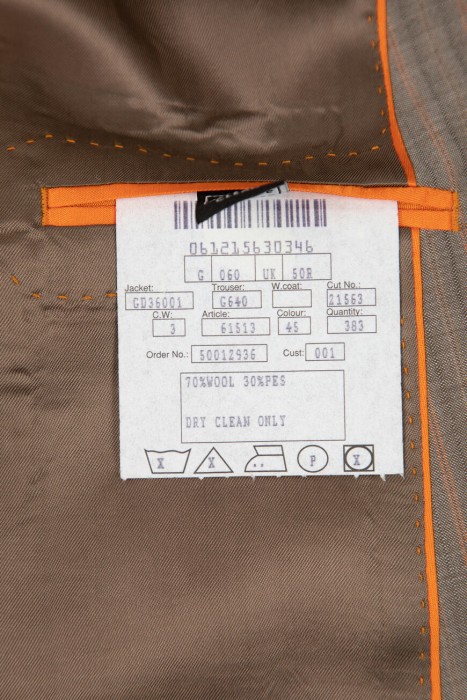 061215630346
G 060 UK 50R
Jacket: Trouser: W.coat: Cut No.:
GD36001 G640 21563
C.W: Article: Colour: Quantity:
3 61513 45 383
Order No.: 50012936 Cust: 001
70%WOOL 30%PES
DRY CLEAN ONLY
X X P X